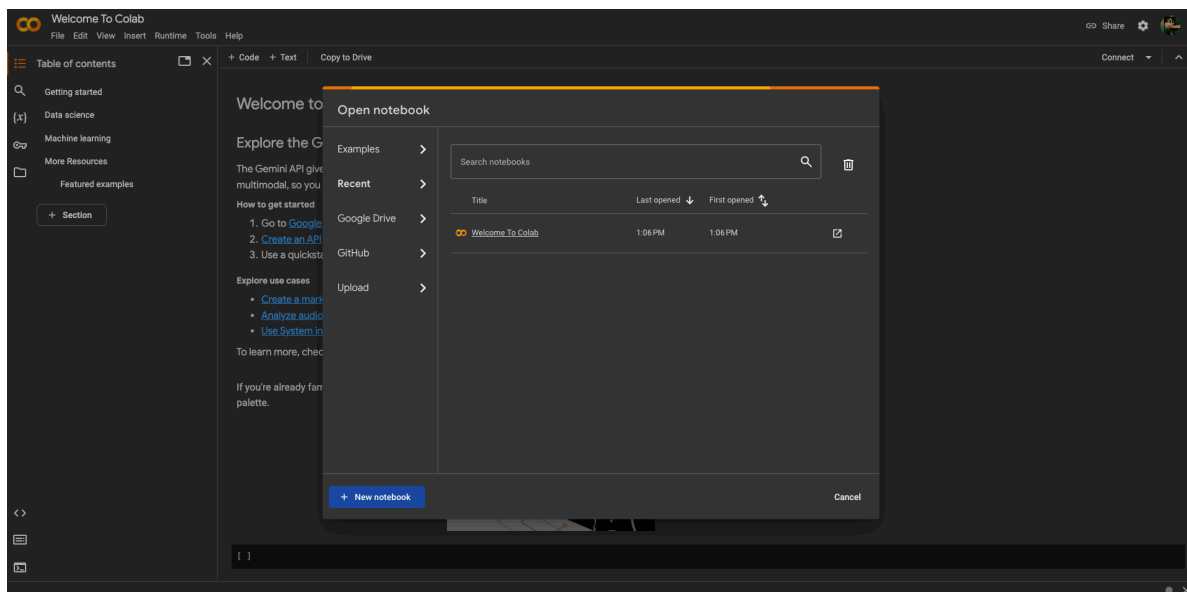 Welcome To Colab
File Edit View Insert Runtime Tools Help
Share
Table of contents
+ Code + Text Copy to Drive
Connect
Getting started
Data science
Machine learning
More Resources
Featured examples
+ Section
Welcome to
Explore the G
The Gemini API give
multimodal, so you
How to get started
1. Go to Google
2. Create an API
3. Use a quicksta
Explore use cases
• Create a mark
• Analyze audio
• Use System in
To learn more, chec
If you're already fam
palette.
[ ]
Open notebook
Examples
Recent
Google Drive
GitHub
Upload
Search notebooks
Title Last opened First opened
Welcome To Colab 1:06 PM 1:06 PM
+ New notebook
Cancel